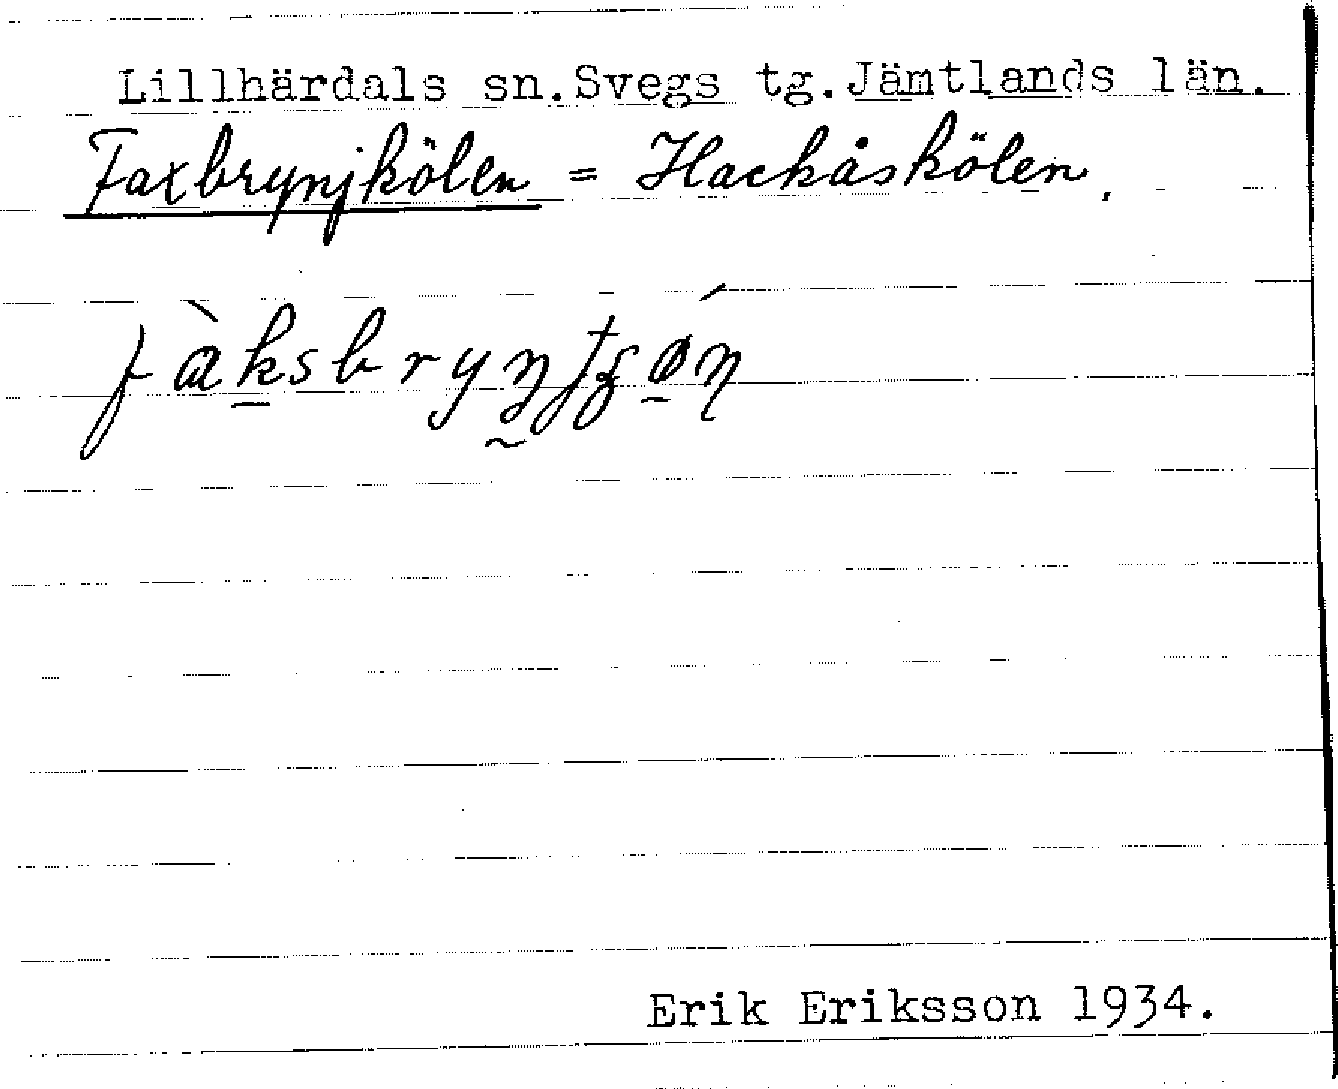 Lillhärdals sn. Svegs tg. Jämtlands län.
Faxbrynjkölen = Hackåskölen.
Erik Eriksson 1934.